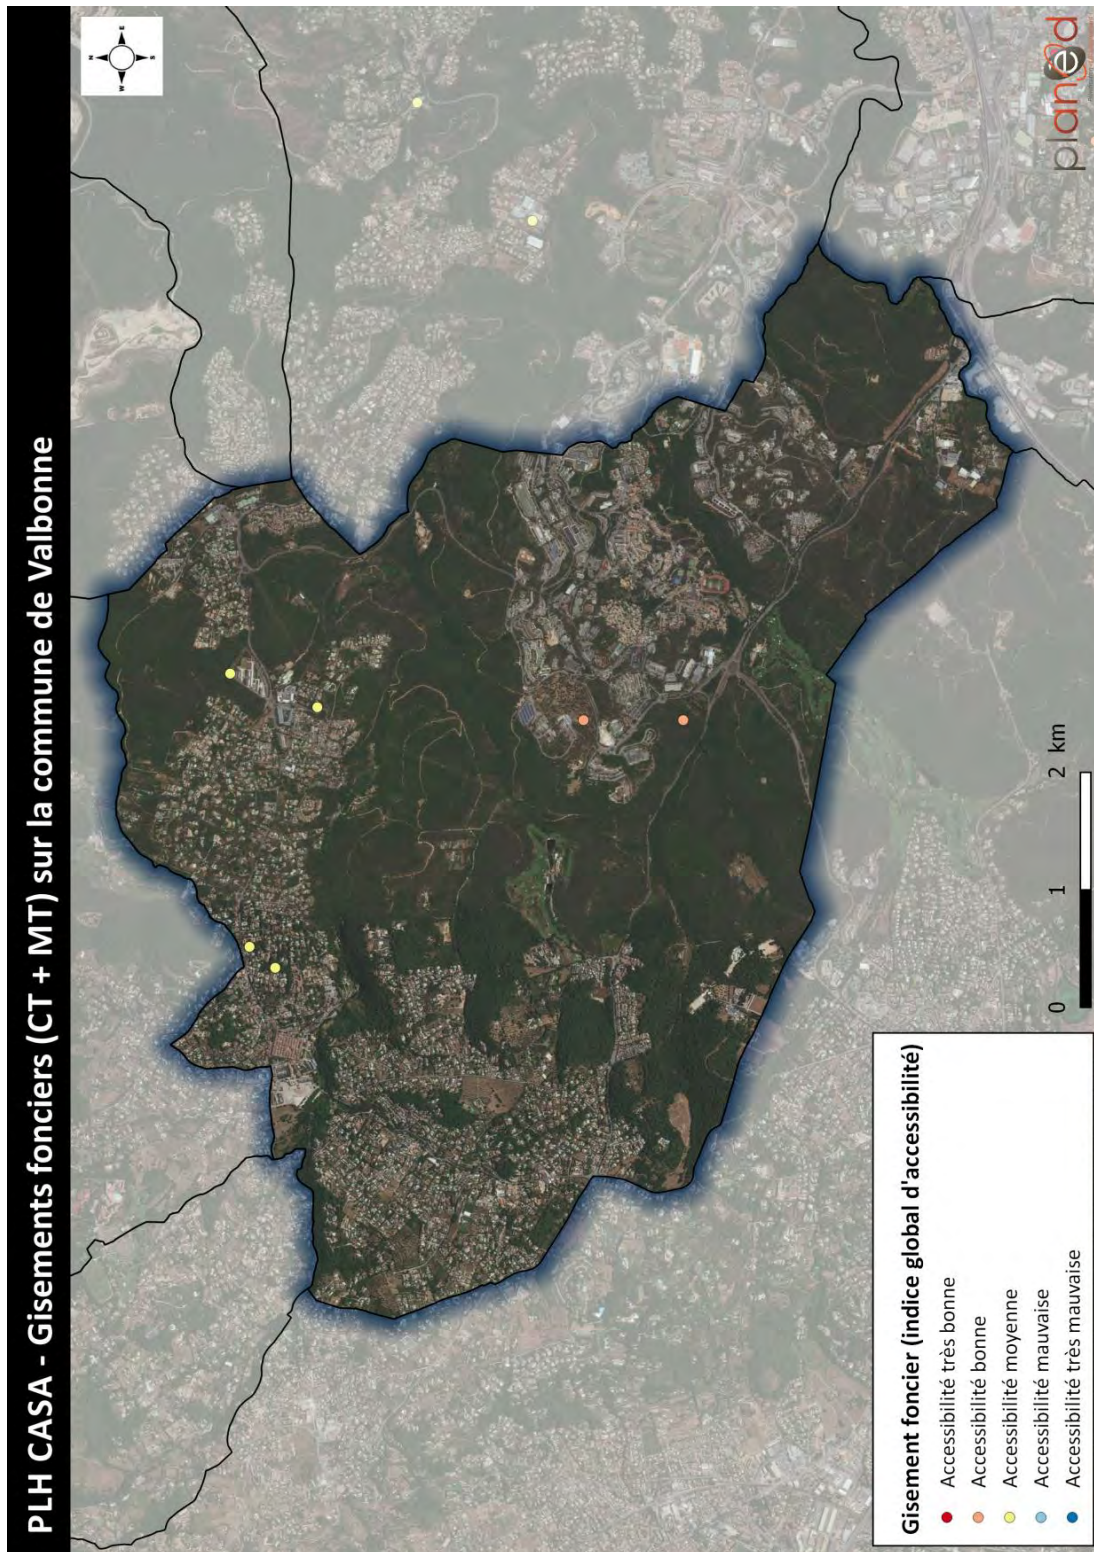 PLH CASA - Gisements fonciers (CT + MT) sur la commune de Valbonne
N
W
E
S
Gisement foncier (indice global d'accessibilité)
Accessibilité très bonne
Accessibilité bonne
Accessibilité moyenne
Accessibilité mauvaise
Accessibilité très mauvaise
0 1 2 km
planed